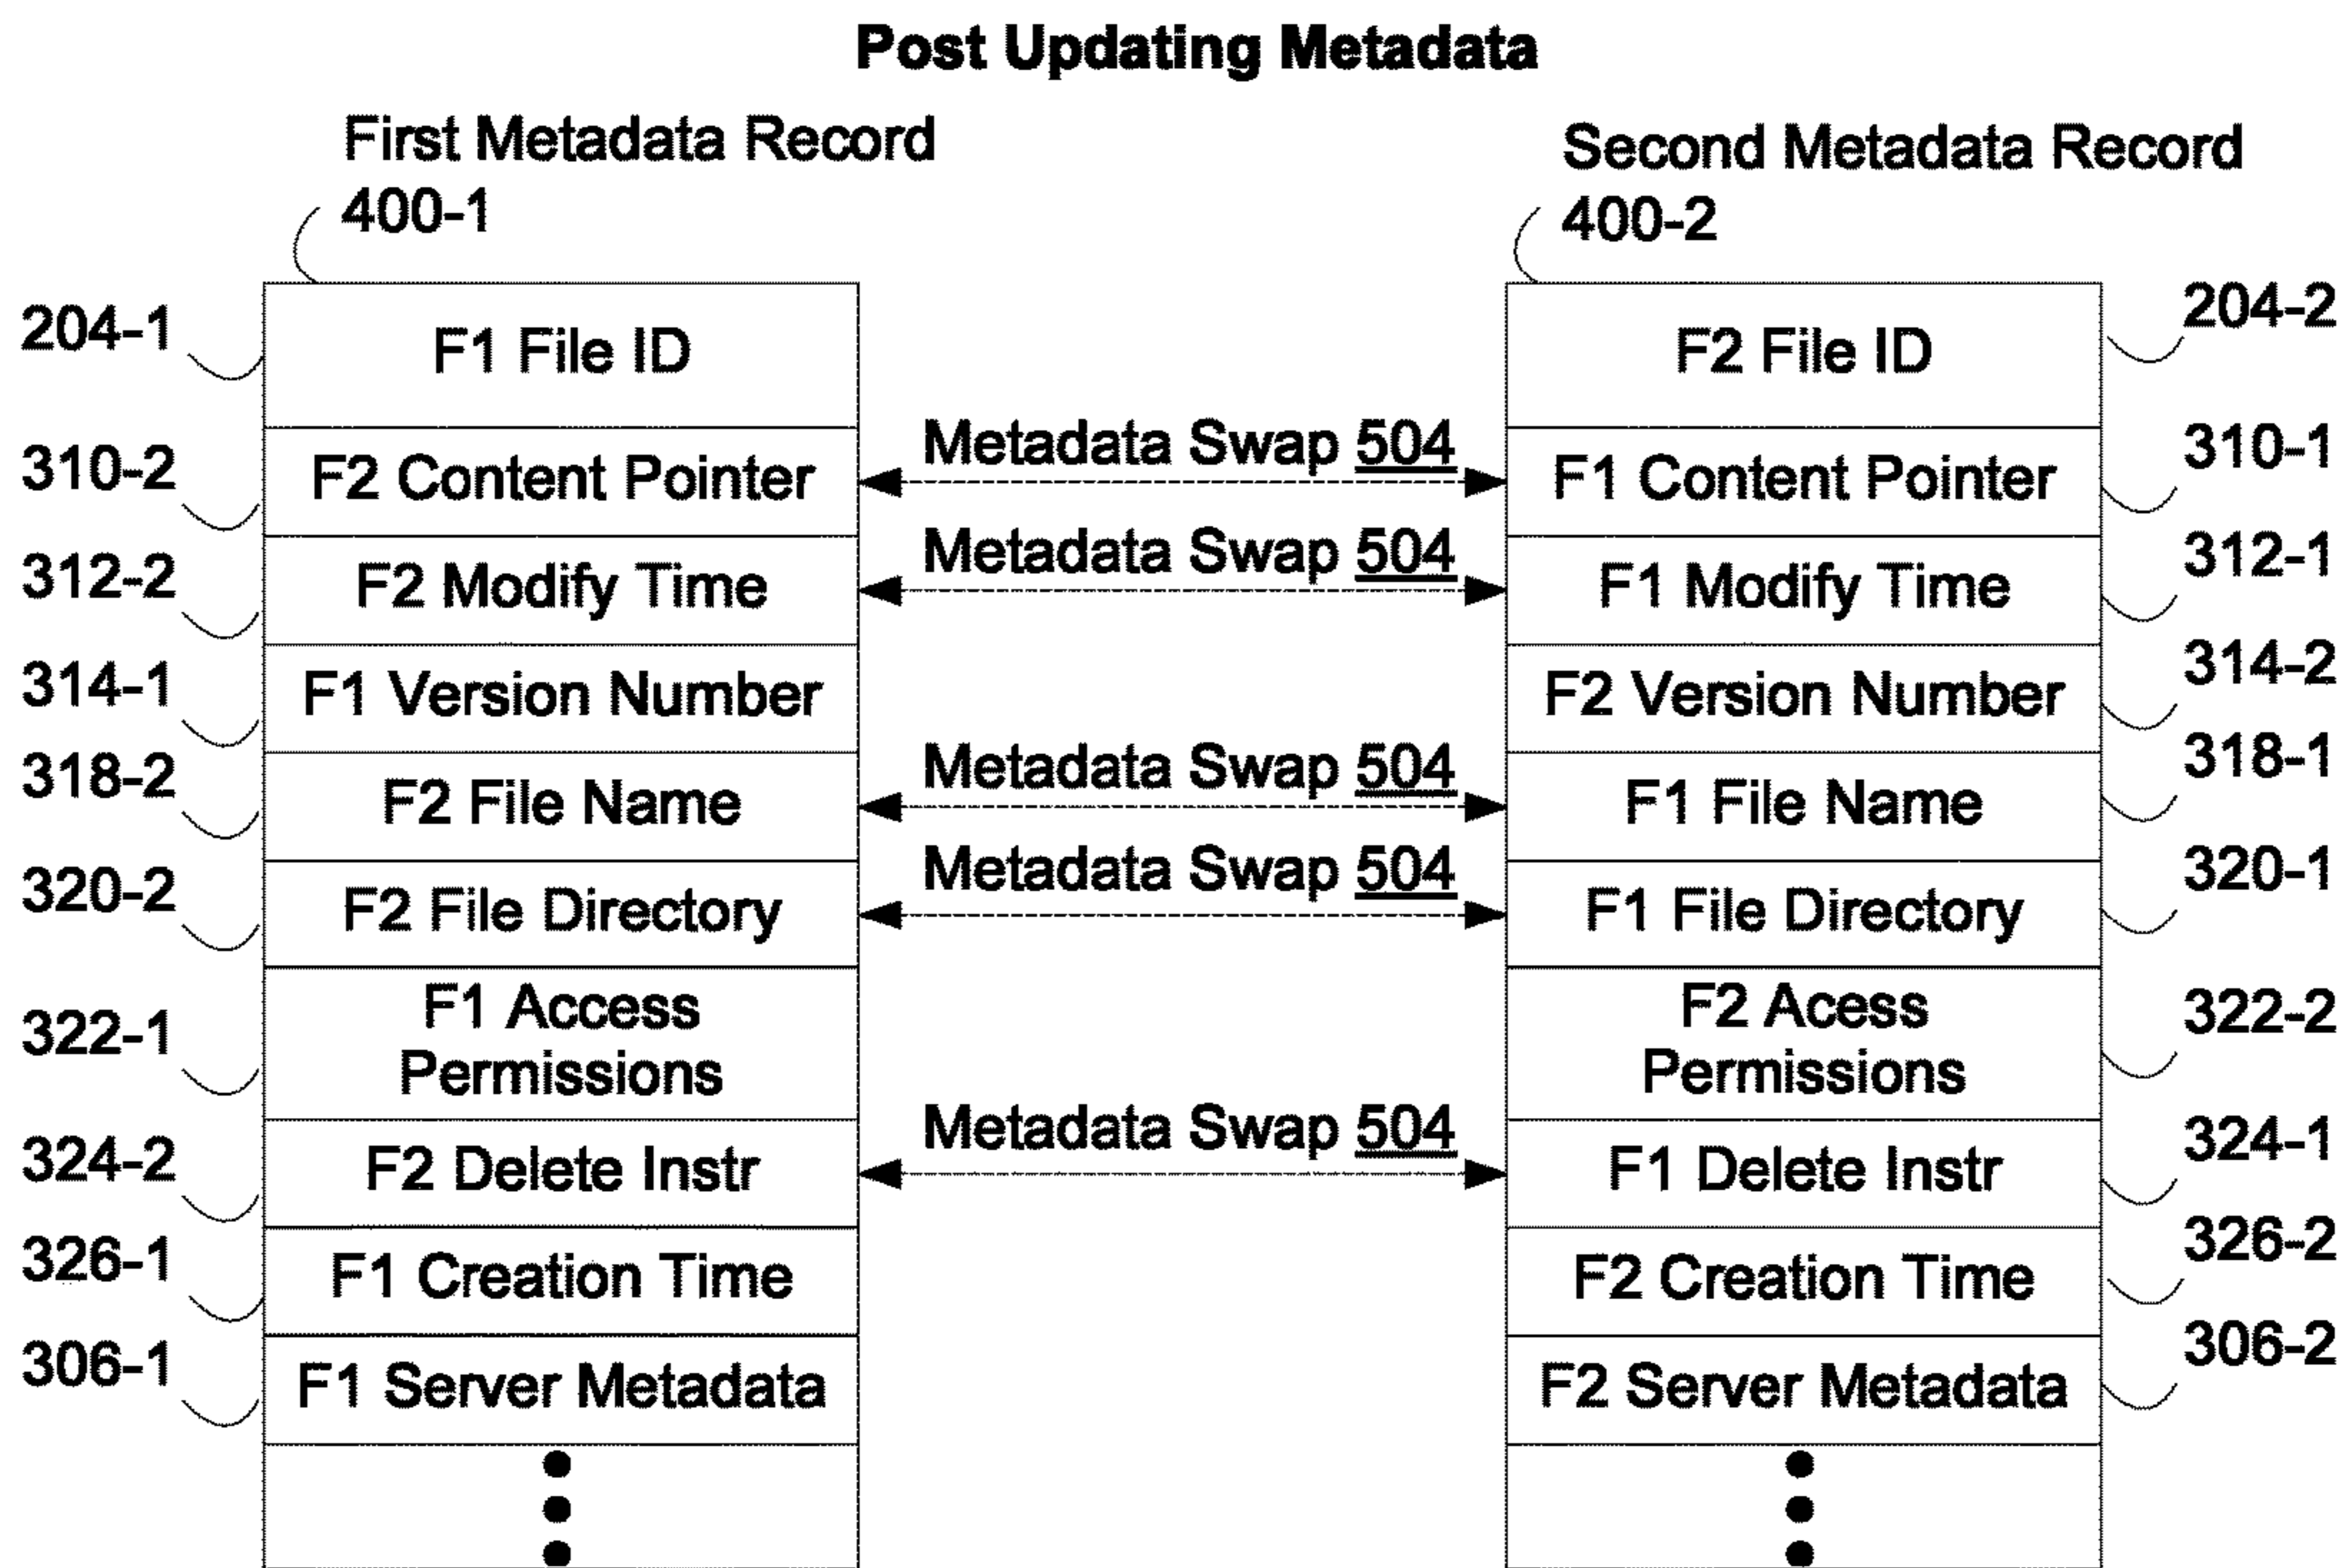 Post Updating Metadata
First Metadata Record
400-1
Second Metadata Record
400-2
204-1
F1 File ID
F2 File ID
204-2
310-2
F2 Content Pointer
Metadata Swap 504
F1 Content Pointer
310-1
312-2
F2 Modify Time
Metadata Swap 504
F1 Modify Time
312-1
314-1
F1 Version Number
F2 Version Number
314-2
318-2
F2 File Name
Metadata Swap 504
F1 File Name
318-1
320-2
F2 File Directory
Metadata Swap 504
F1 File Directory
320-1
322-1
F1 Access
Permissions
F2 Acess
Permissions
322-2
324-2
F2 Delete Instr
Metadata Swap 504
F1 Delete Instr
324-1
326-1
F1 Creation Time
F2 Creation Time
326-2
306-1
F1 Server Metadata
F2 Server Metadata
306-2